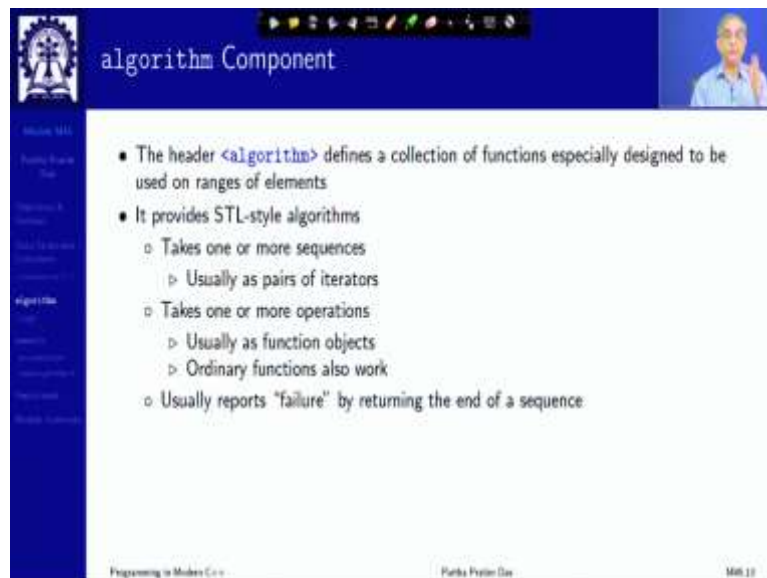 algorithm Component
• The header <algorithm> defines a collection of functions especially designed to be
used on ranges of elements
• It provides STL-style algorithms
o Takes one or more sequences
▷ Usually as pairs of iterators
o Takes one or more operations
▷ Usually as function objects
▷ Ordinary functions also work
o Usually reports "failure" by returning the end of a sequence
algorithm
Programming in Modern C++
Partha Pratim Das